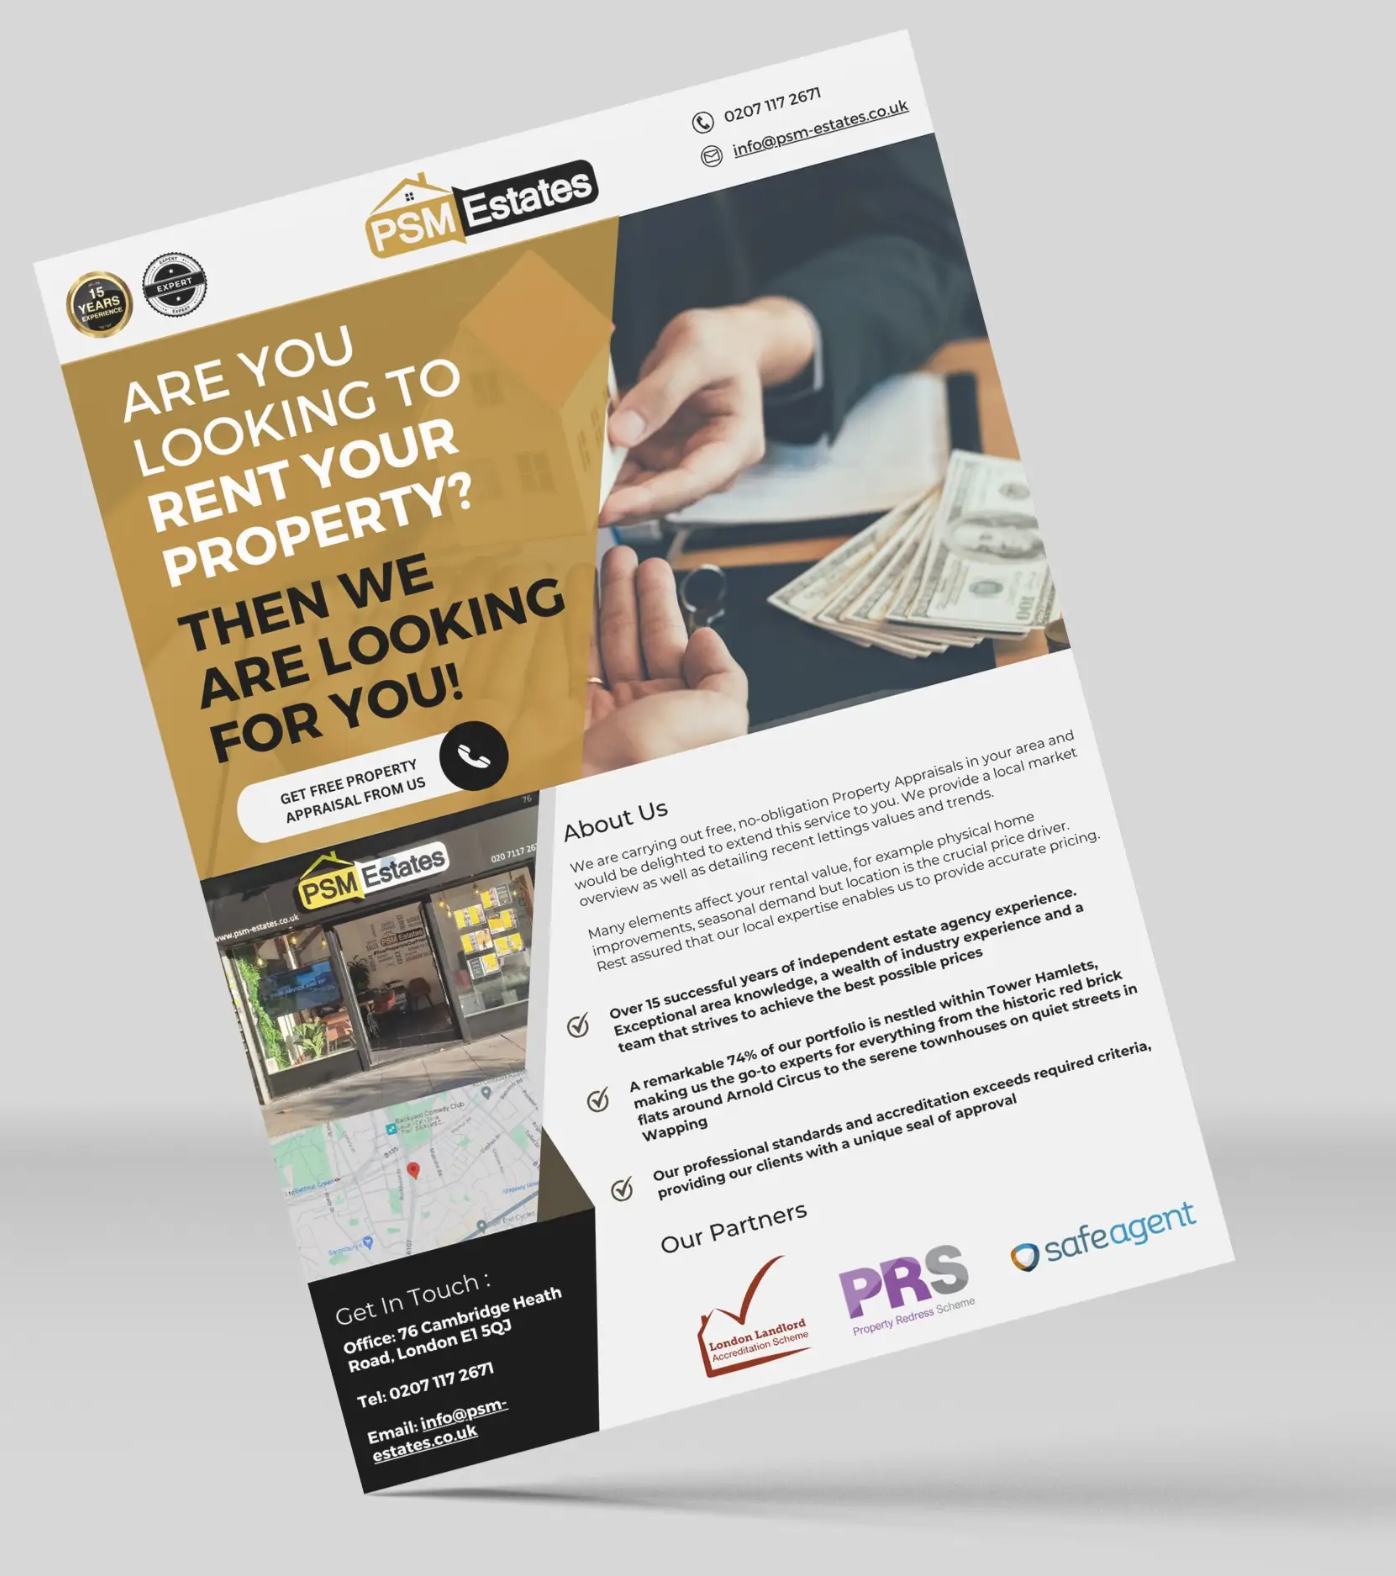 0207 117 2671
info@psm-estates.co.uk
PSM Estates
15
YEARS
EXPERIENCE
EXPERT
EXPERT
EXPERT
ARE YOU
LOOKING TO
RENT YOUR
PROPERTY?
THEN WE
ARE LOOKING
FOR YOU!
GET FREE PROPERTY
APPRAISAL FROM US
76
PSM Estates
020 7117 26
www.psm-estates.co.uk
About Us
We are carrying out free, no-obligation Property Appraisals in your area and
would be delighted to extend this service to you. We provide a local market
overview as well as detailing recent lettings values and trends.
Many elements affect your rental value, for example physical home
improvements, seasonal demand but location is the crucial price driver.
Rest assured that our local expertise enables us to provide accurate pricing.
Over 15 successful years of independent estate agency experience.
Exceptional area knowledge, a wealth of industry experience and a
team that strives to achieve the best possible prices
A remarkable 74% of our portfolio is nestled within Tower Hamlets,
making us the go-to experts for everything from the historic red brick
flats around Arnold Circus to the serene townhouses on quiet streets in
Wapping
Our professional standards and accreditation exceeds required criteria,
providing our clients with a unique seal of approval
Backyard Comedy Club
B135
Sainsbury's
Get In Touch :
Office: 76 Cambridge Heath
Road, London E1 5QJ
Tel: 0207 117 2671
Email: info@psm-
estates.co.uk
Our Partners
London Landlord
Accreditation Scheme
PRS
Property Redress Scheme
safeagent